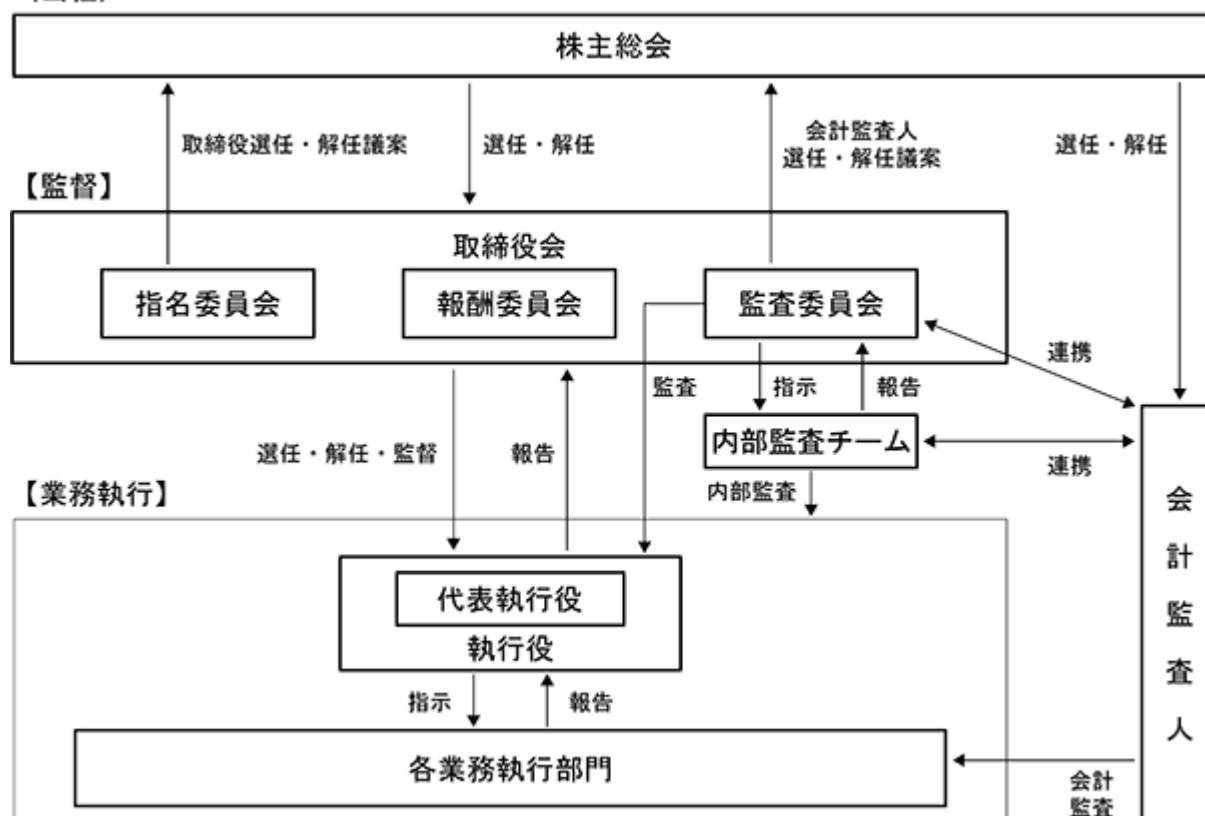 株主総会
取締役選任・解任議案
選任・解任
会計監査人
選任・解任議案
選任・解任
【監督】
取締役会
指名委員会
報酬委員会
監査委員会
連携
監査
指示
報告
内部監査チーム
選任・解任・監督
報告
連携
内部監査
【業務執行】
会計監査人
代表執行役
執行役
指示
報告
各業務執行部門
会計
監査